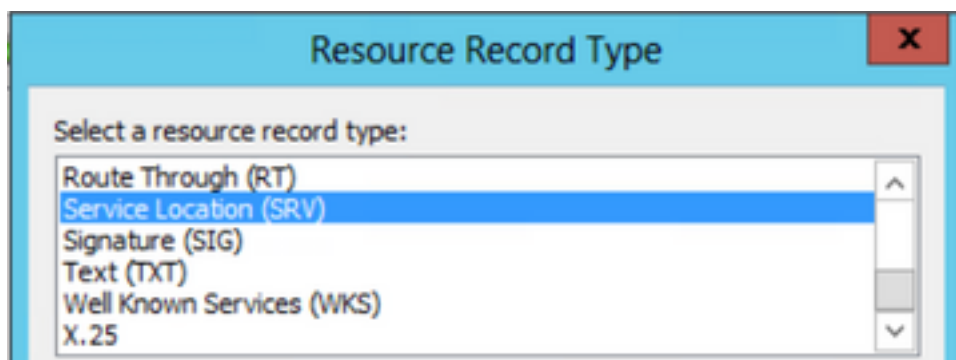 Resource Record Type
x
Select a resource record type:
Route Through (RT)
Service Location (SRV)
Signature (SIG)
Text (TXT)
Well Known Services (WKS)
X.25